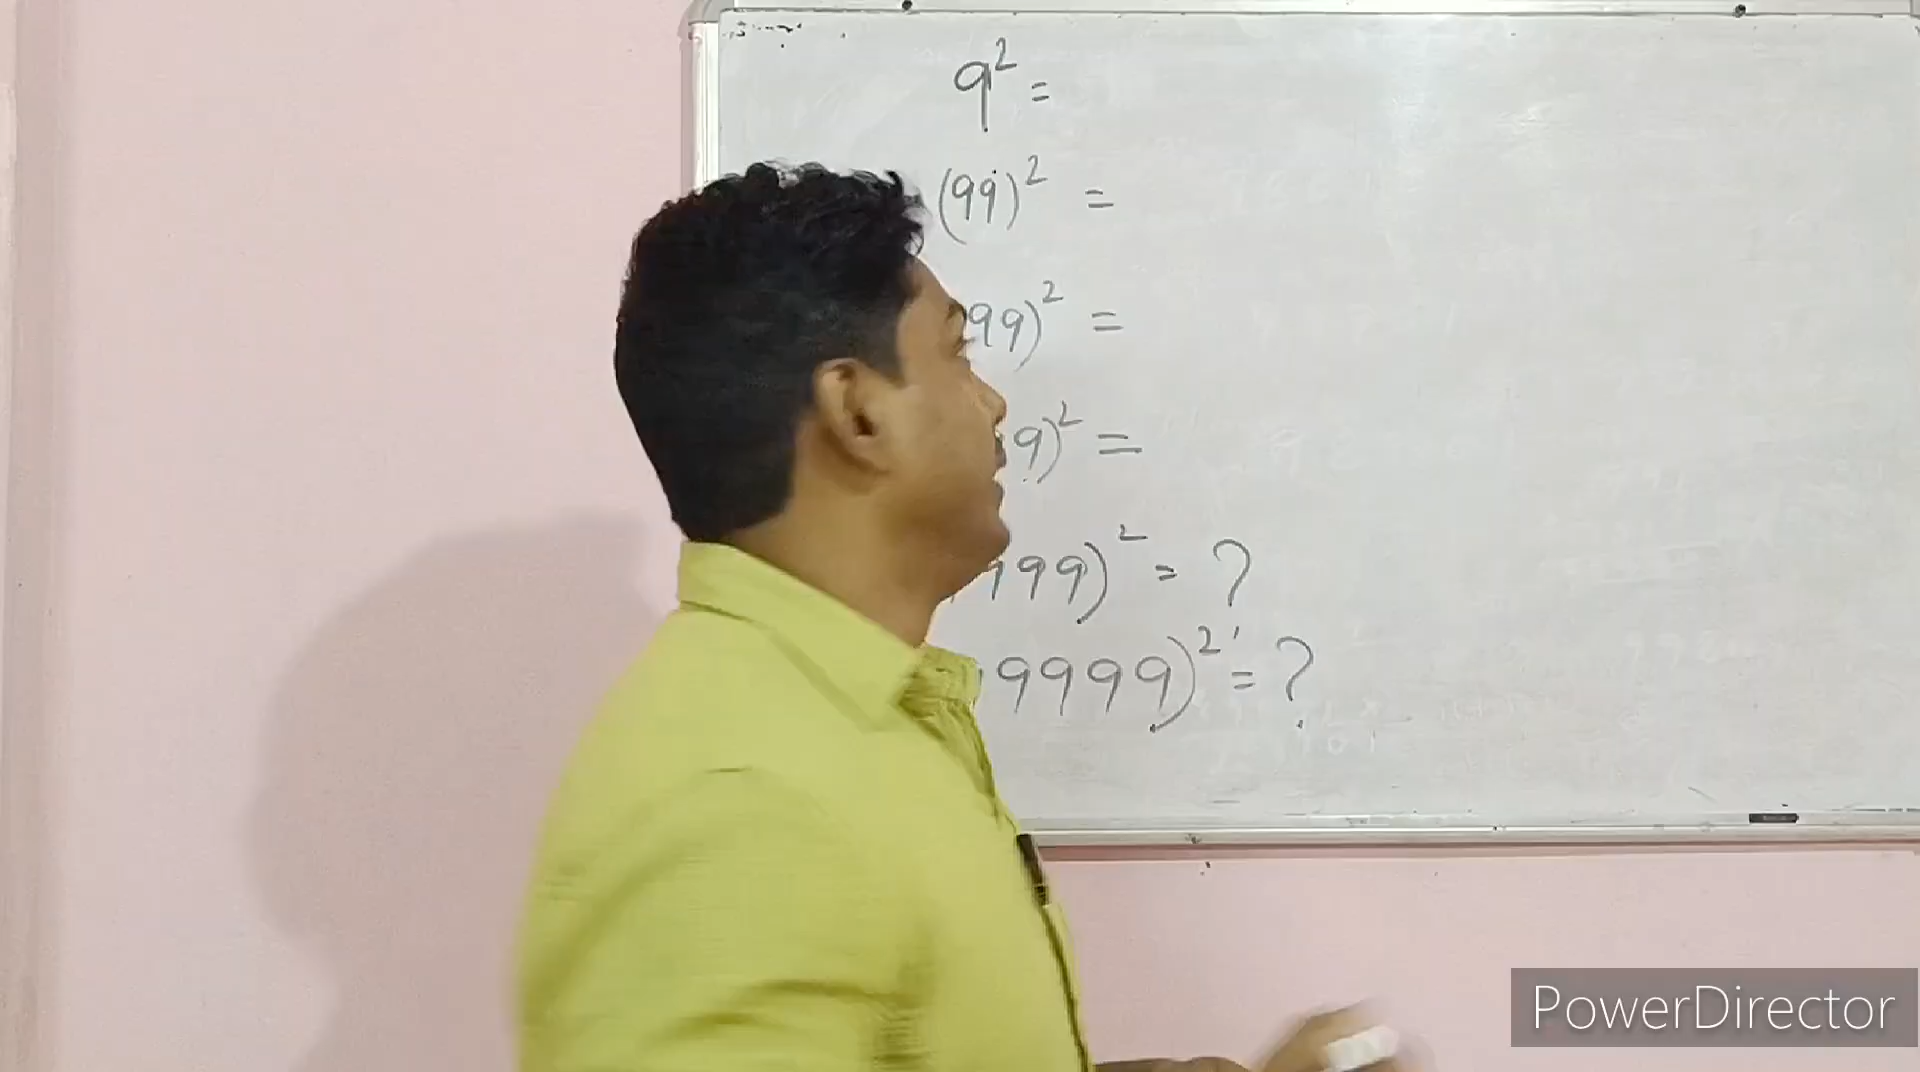 9² =
(99)² =
99)² =
9)² =
999)² = ?
9999)² = ?
PowerDirector